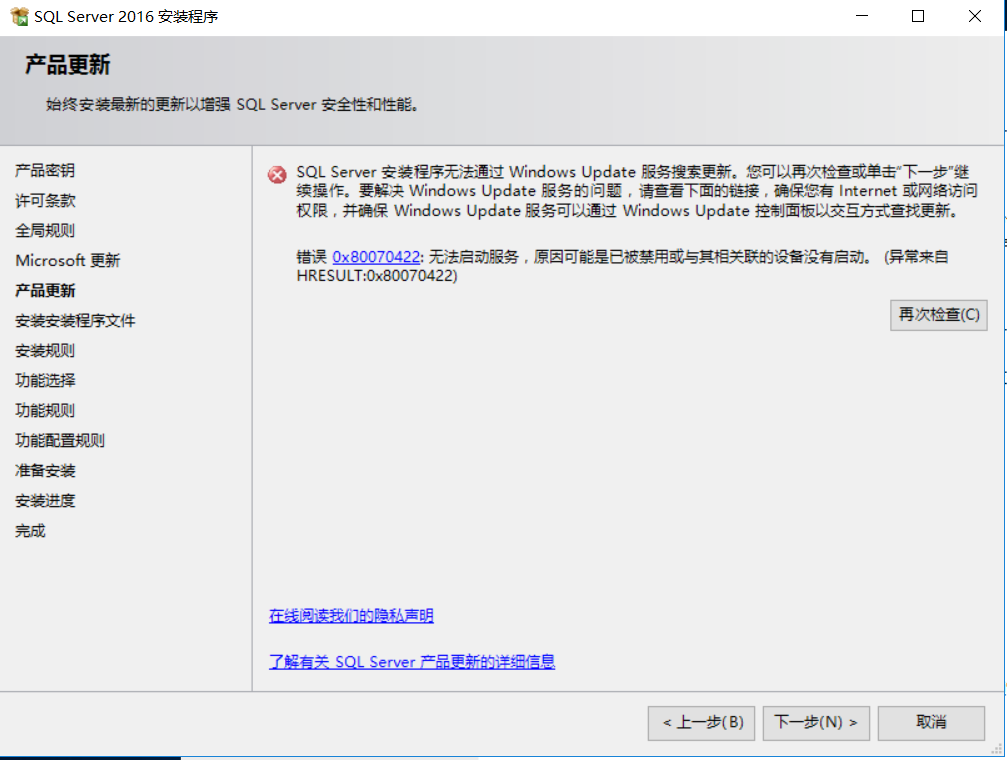 SQL Server 2016 安装程序
产品更新
始终安装最新的更新以增强 SQL Server 安全性和性能。
产品密钥
许可条款
全局规则
Microsoft 更新
产品更新
安装安装程序文件
安装规则
功能选择
功能规则
功能配置规则
准备安装
安装进度
完成
SQL Server 安装程序无法通过 Windows Update 服务搜索更新。您可以再次检查或单击“下一步”继
续操作。要解决 Windows Update 服务的问题，请查看下面的链接，确保您有 Internet 或网络访问
权限，并确保 Windows Update 服务可以通过 Windows Update 控制面板以交互方式查找更新。
错误 0x80070422: 无法启动服务，原因可能是已被禁用或与其相关联的设备没有启动。 (异常来自
HRESULT:0x80070422)
再次检查(C)
在线阅读我们的隐私声明
了解有关 SQL Server 产品更新的详细信息
< 上一步(B)
下一步(N) >
取消